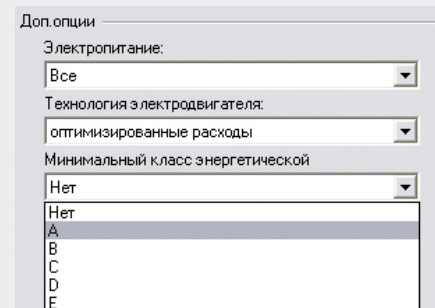 Доп.опции
Электропитание:
Все
Технология электродвигателя:
оптимизированные расходы
Минимальный класс энергетической
Нет
Нет
A
B
C
D
E